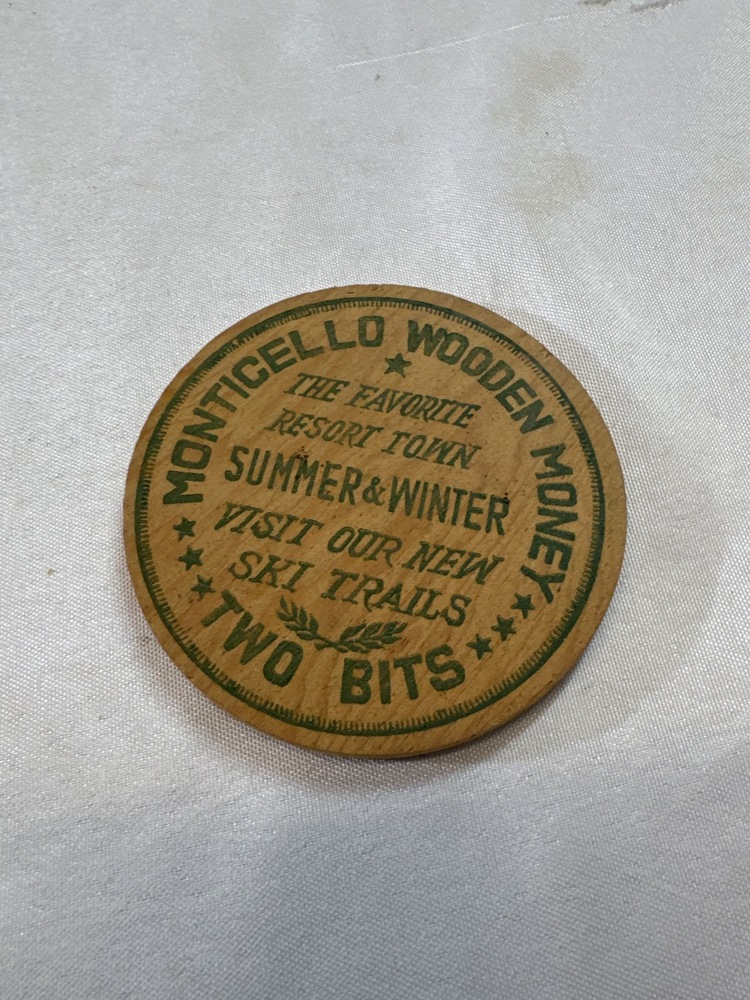 MONTICELLO WOODEN MONEY
THE FAVORITE
RESORT TOWN
SUMMER & WINTER
VISIT OUR NEW
SKI TRAILS
TWO BITS